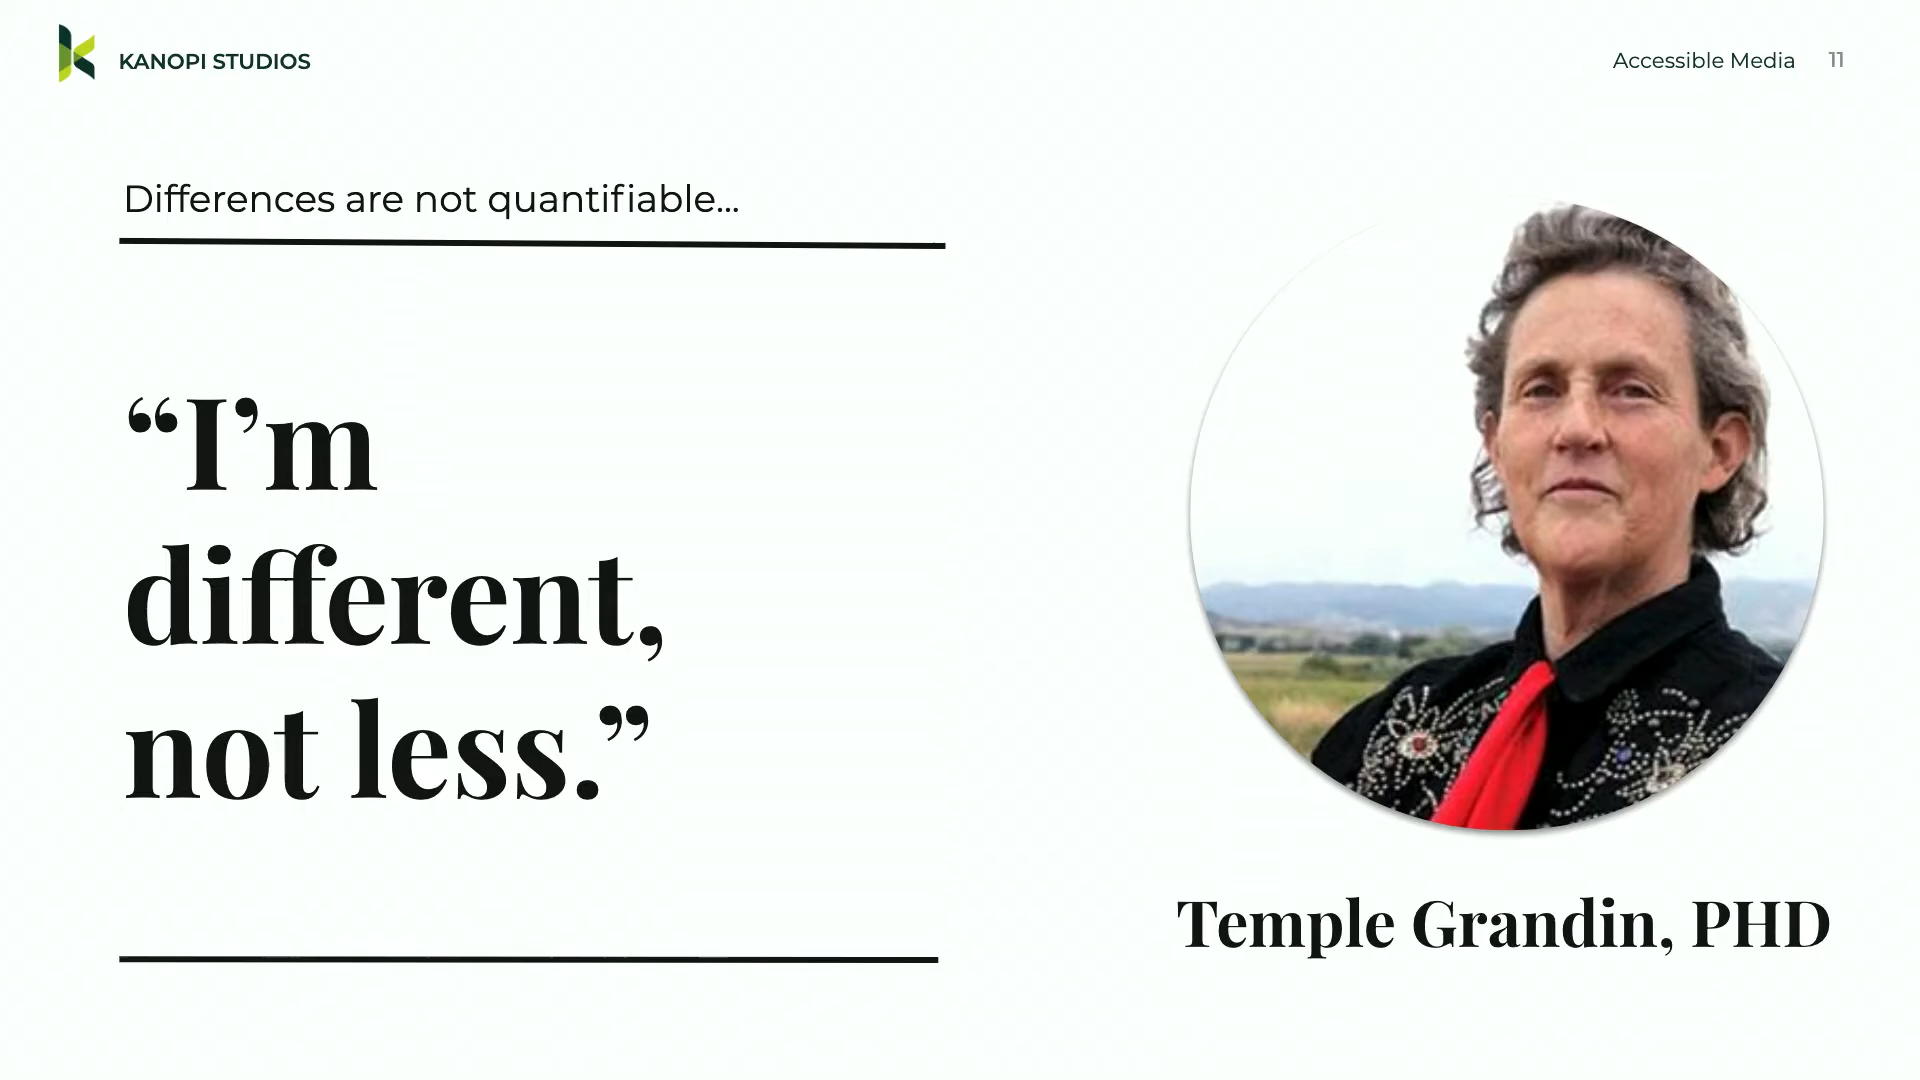 KANOPI STUDIOS
Accessible Media 11
Differences are not quantifiable...
“I’m
different,
not less.”
Temple Grandin, PHD